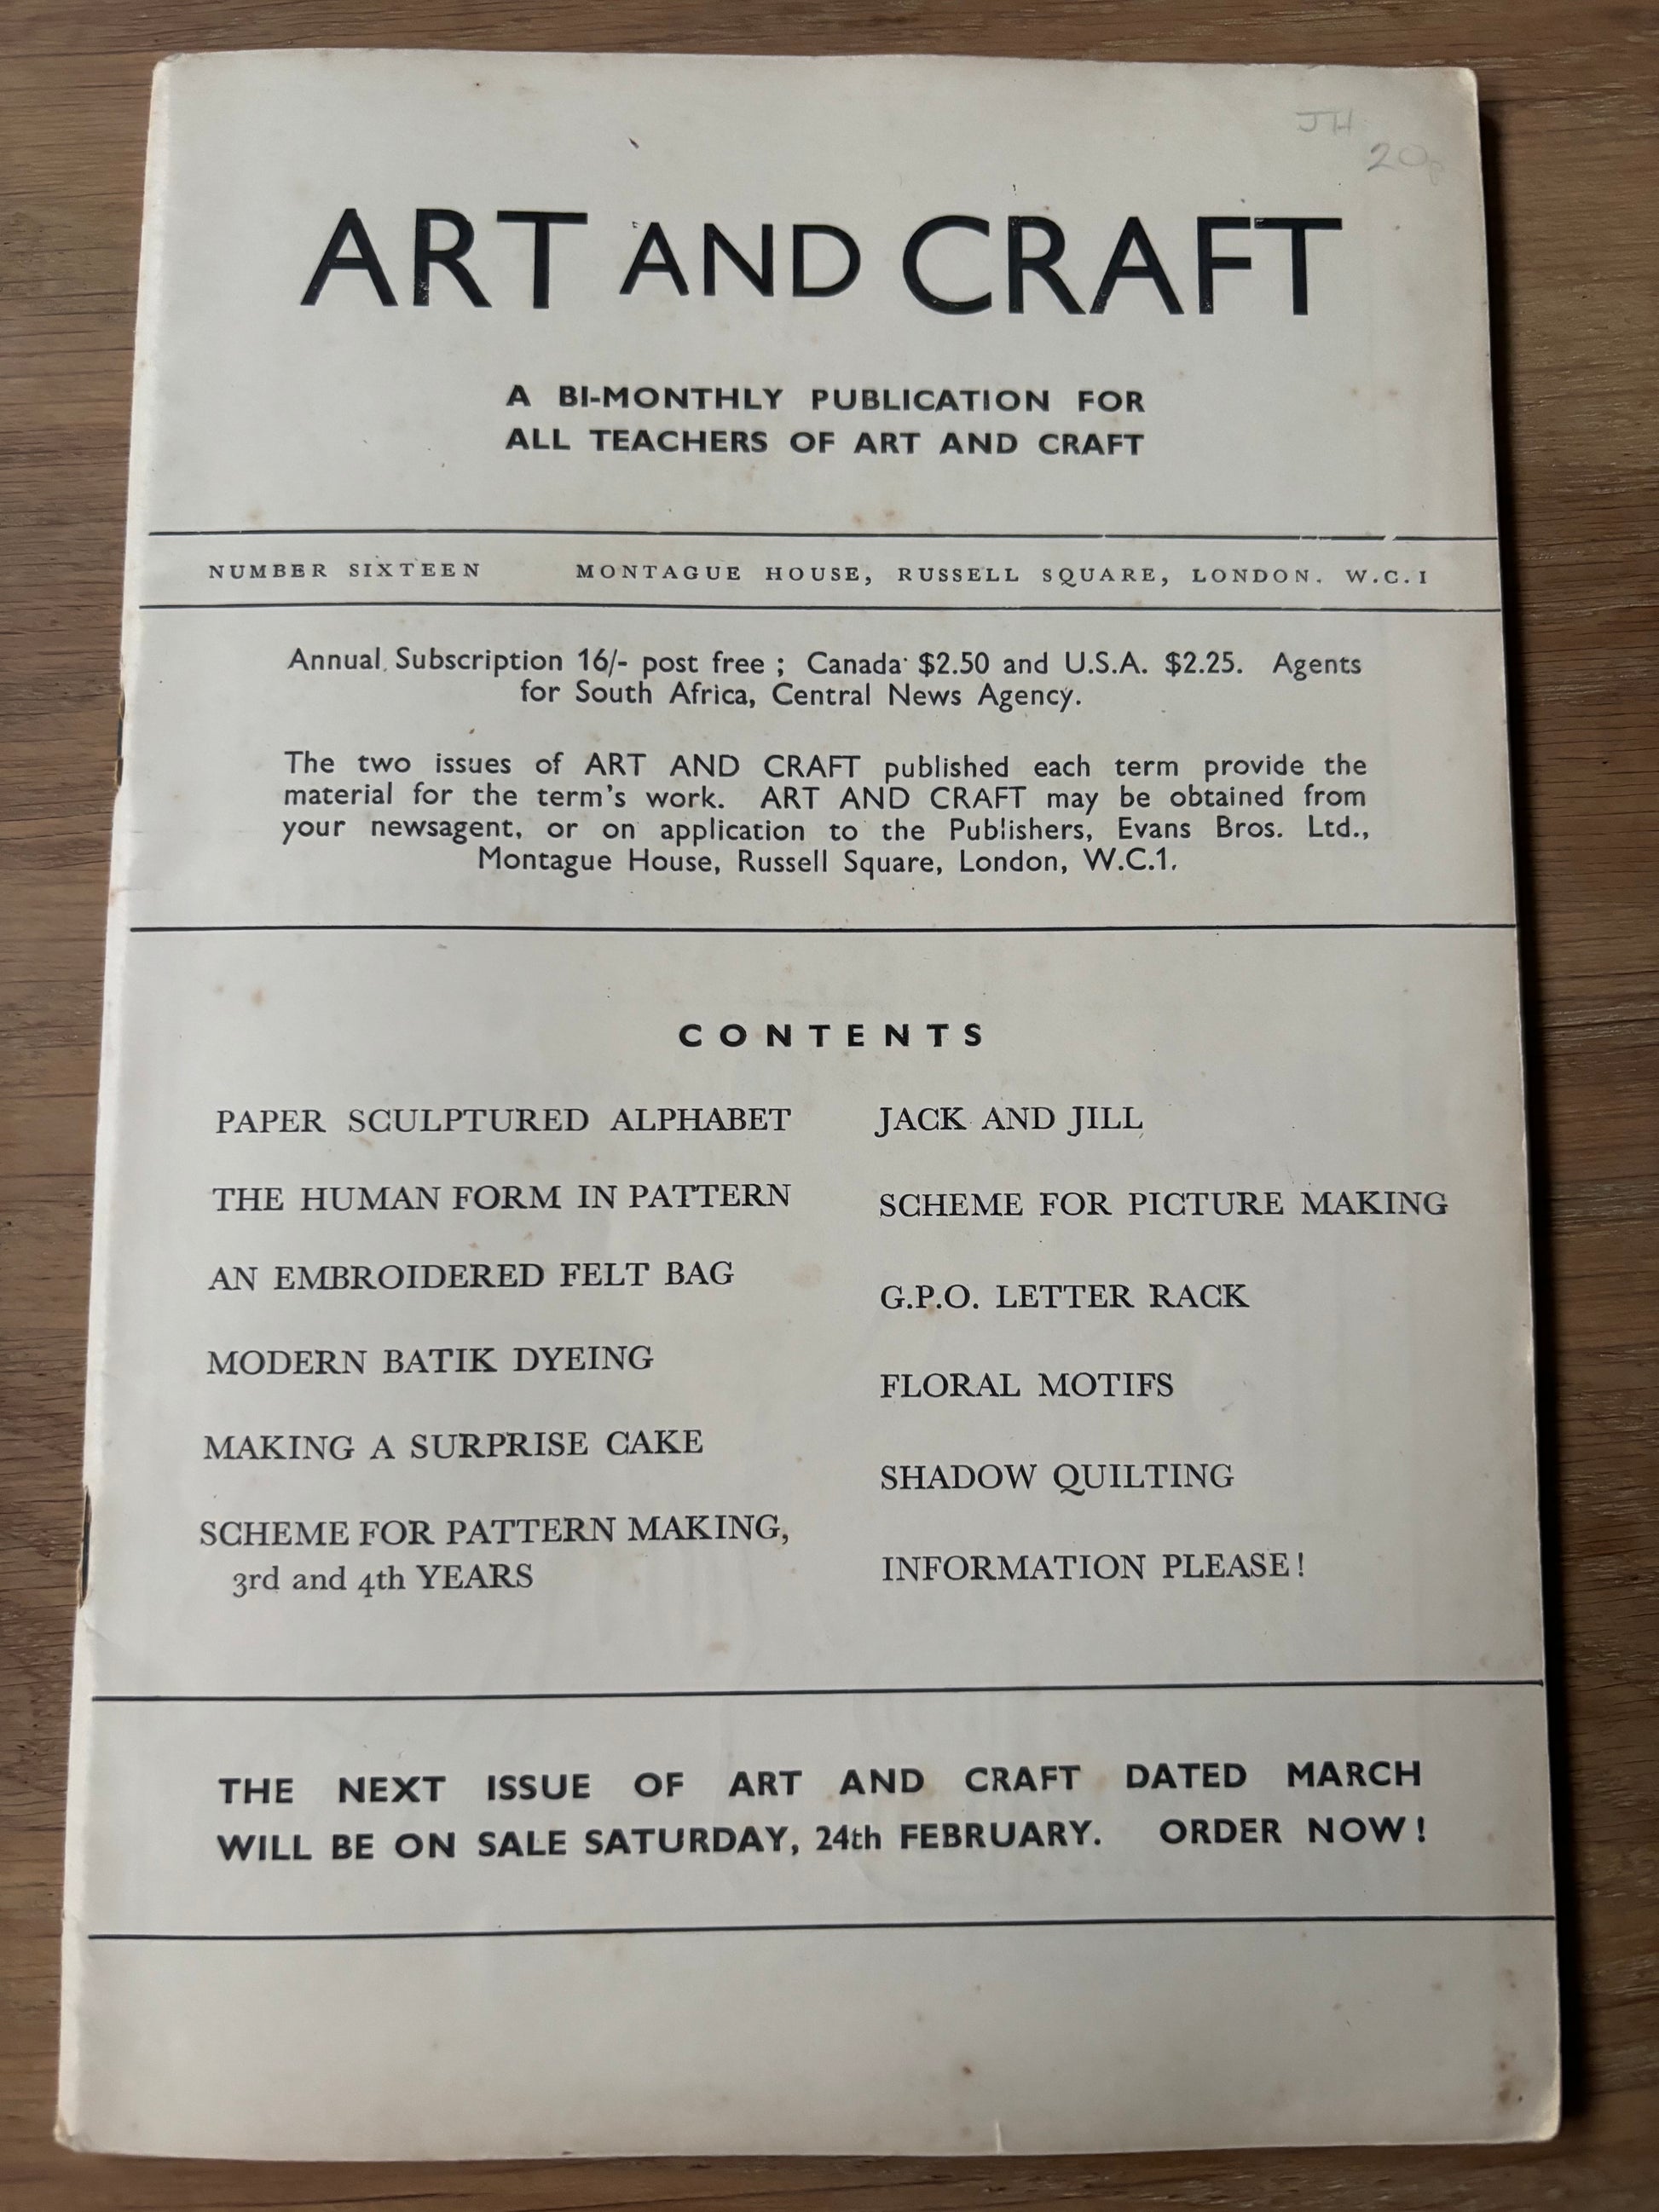 JH
20p
ART AND CRAFT
A BI-MONTHLY PUBLICATION FOR
ALL TEACHERS OF ART AND CRAFT
NUMBER SIXTEEN MONTAGUE HOUSE, RUSSELL SQUARE, LONDON. W.C.1
Annual Subscription 16/- post free ; Canada $2.50 and U.S.A. $2.25. Agents
for South Africa, Central News Agency.
The two issues of ART AND CRAFT published each term provide the
material for the term's work. ART AND CRAFT may be obtained from
your newsagent, or on application to the Publishers, Evans Bros. Ltd.,
Montague House, Russell Square, London, W.C.1.
CONTENTS
PAPER SCULPTURED ALPHABET
THE HUMAN FORM IN PATTERN
AN EMBROIDERED FELT BAG
MODERN BATIK DYEING
MAKING A SURPRISE CAKE
SCHEME FOR PATTERN MAKING,
3rd and 4th YEARS
JACK AND JILL
SCHEME FOR PICTURE MAKING
G.P.O. LETTER RACK
FLORAL MOTIFS
SHADOW QUILTING
INFORMATION PLEASE!
THE NEXT ISSUE OF ART AND CRAFT DATED MARCH
WILL BE ON SALE SATURDAY, 24th FEBRUARY. ORDER NOW!